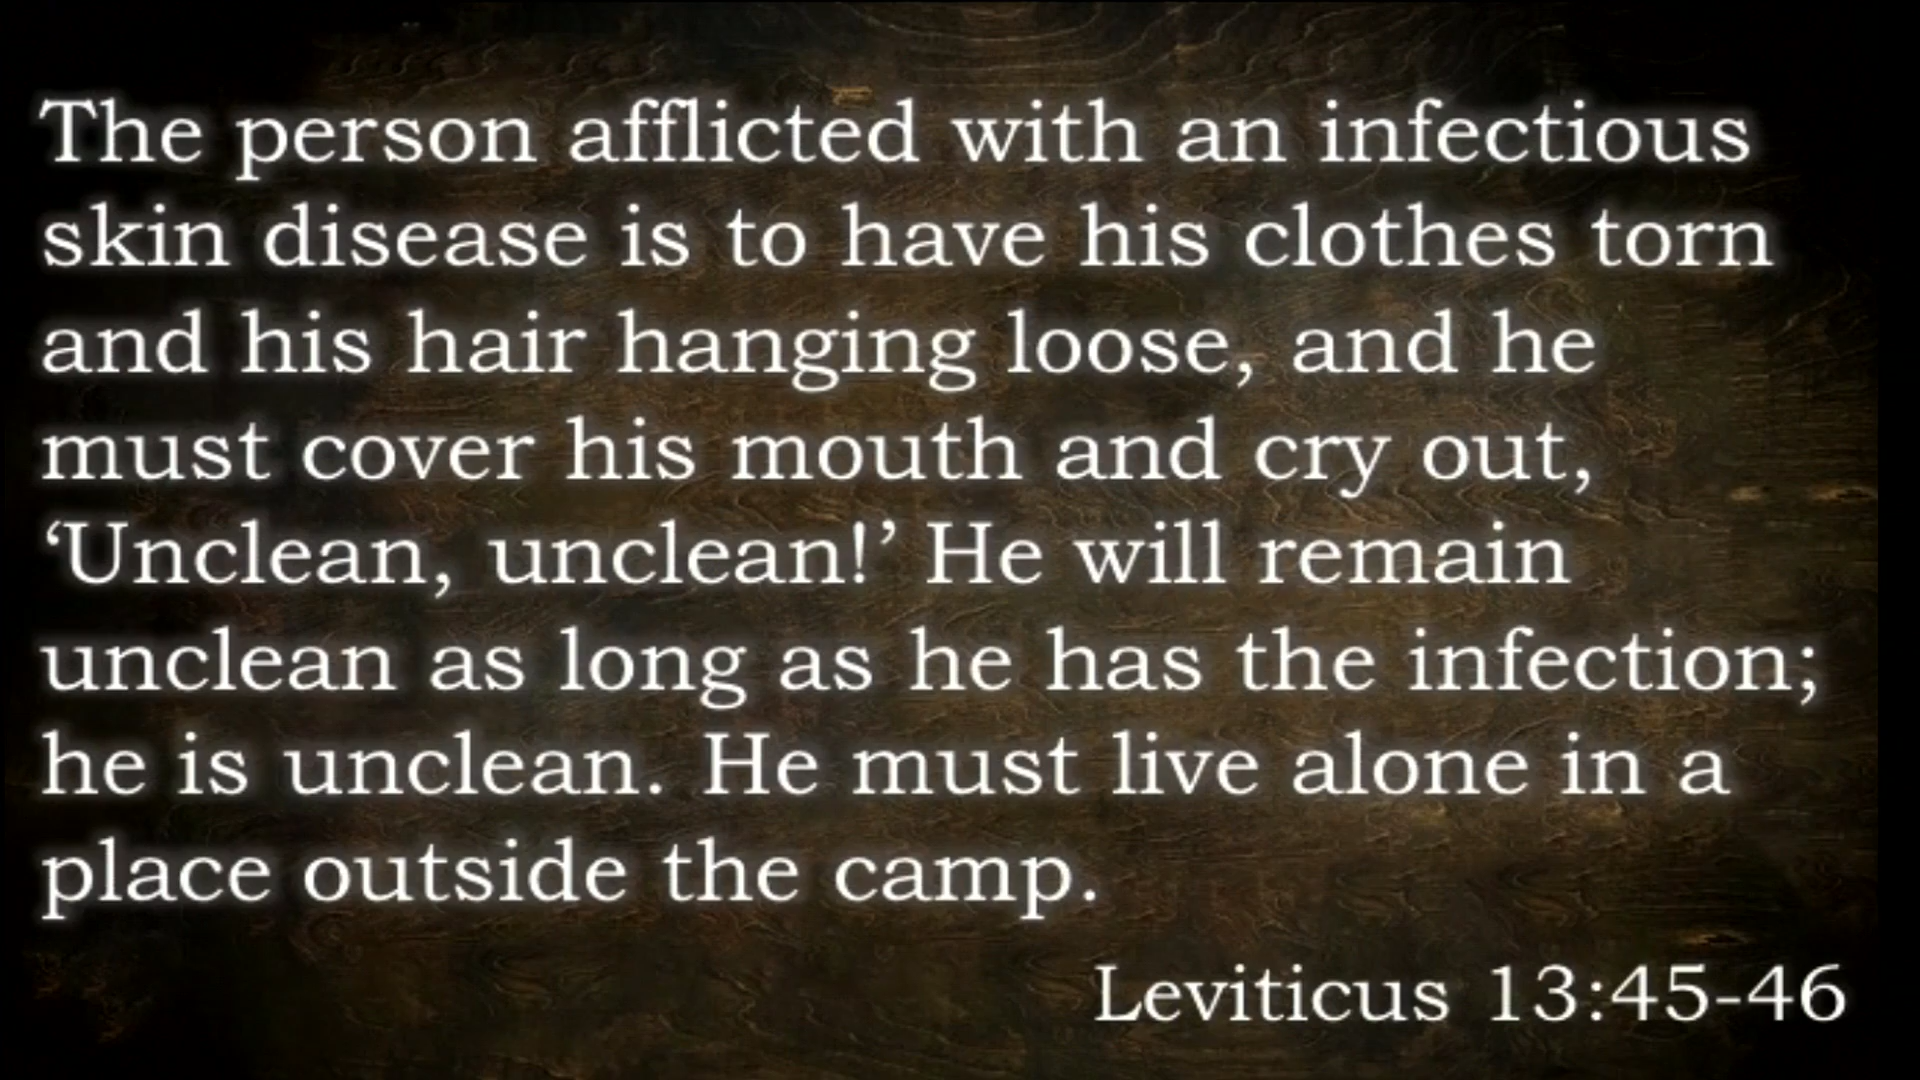 The person afflicted with an infectious
skin disease is to have his clothes torn
and his hair hanging loose, and he
must cover his mouth and cry out,
‘Unclean, unclean!’ He will remain
unclean as long as he has the infection;
he is unclean. He must live alone in a
place outside the camp.
Leviticus 13:45-46